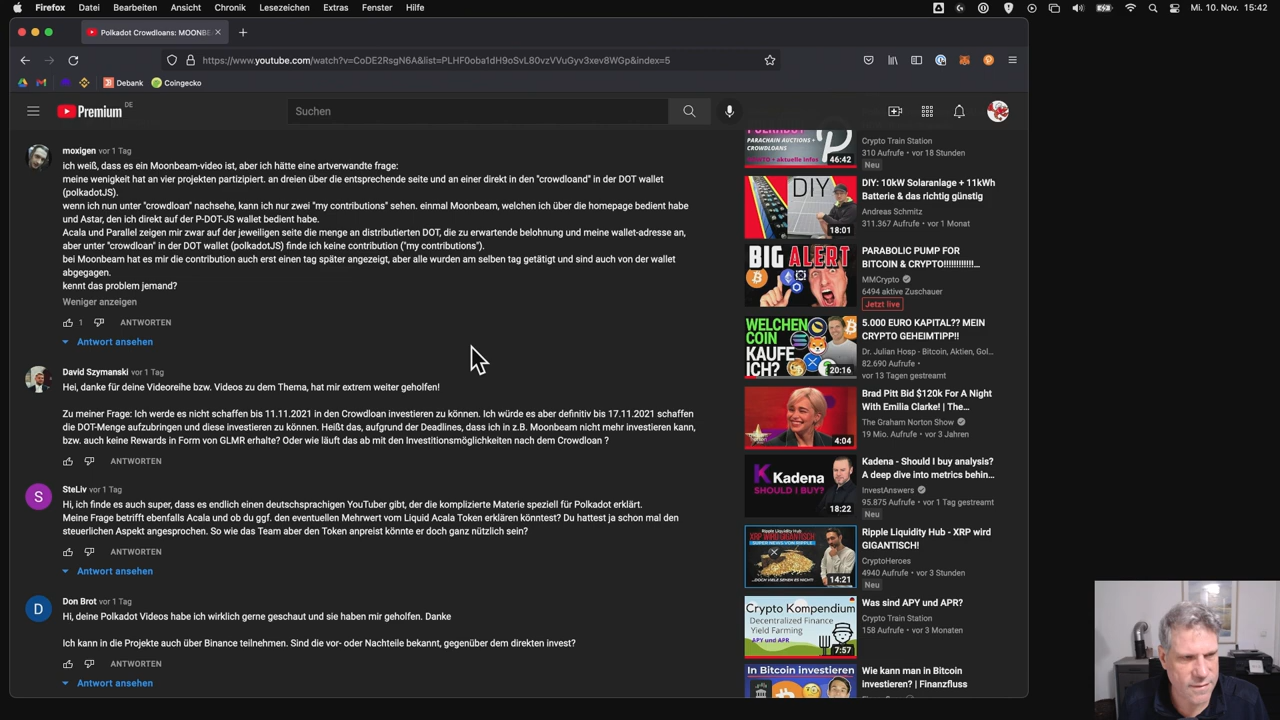 Firefox Datei Bearbeiten Ansicht Chronik Lesezeichen Extras Fenster Hilfe
Mi. 10. Nov. 15:42
Polkadot Crowdloans: MOONBE
https://www.youtube.com/watch?v=CoDE2RsgN6A&list=PLHF0oba1dH9oSvL80vzVVuGyv3xev8WGp&index=5
Debank Coingecko
Premium DE
Suchen
moxigen vor 1 Tag
ich weiß, dass es ein Moonbeam-video ist, aber ich hätte eine artverwandte frage:
meine wenigkeit hat an vier projekten partizipiert. an dreien über die entsprechende seite und an einer direkt in den "crowdloand" in der DOT wallet
(polkadotJS).
wenn ich nun unter "crowdloan" nachsehe, kann ich nur zwei "my contributions" sehen. einmal Moonbeam, welchen ich über die homepage bedient habe
und Astar, den ich direkt auf der P-DOT-JS wallet bedient habe.
Acala und Parallel zeigen mir zwar auf der jeweiligen seite die menge an distributierten DOT, die zu erwartende belohnung und meine wallet-adresse an,
aber unter "crowdloan" in der DOT wallet (polkadotJS) finde ich keine contribution ("my contributions").
bei Moonbeam hat es mir die contribution auch erst einen tag später angezeigt, aber alle wurden am selben tag getätigt und sind auch von der wallet
abgegagen.
kennt das problem jemand?
Weniger anzeigen
1 ANTWORTEN
Antwort ansehen
David Szymanski vor 1 Tag
Hei, danke für deine Videoreihe bzw. Videos zu dem Thema, hat mir extrem weiter geholfen!
Zu meiner Frage: Ich werde es nicht schaffen bis 11.11.2021 in den Crowdloan investieren zu können. Ich würde es aber definitiv bis 17.11.2021 schaffen
die DOT-Menge aufzubringen und diese investieren zu können. Heißt das, aufgrund der Deadlines, dass ich in z.B. Moonbeam nicht mehr investieren kann,
bzw. auch keine Rewards in Form von GLMR erhalte? Oder wie läuft das ab mit den Investitionsmöglichkeiten nach dem Crowdloan ?
ANTWORTEN
S
SteLiv vor 1 Tag
Hi, ich finde es auch super, dass es endlich einen deutschsprachigen YouTuber gibt, der die komplizierte Materie speziell für Polkadot erklärt.
Meine Frage betrifft ebenfalls Acala und ob du ggf. den eventuellen Mehrwert vom Liquid Acala Token erklären könntest? Du hattest ja schon mal den
steuerlichen Aspekt angesprochen. So wie das Team aber den Token anpreist könnte er doch ganz nützlich sein?
ANTWORTEN
Antwort ansehen
D
Don Brot vor 1 Tag
Hi, deine Polkadot Videos habe ich wirklich gerne geschaut und sie haben mir geholfen. Danke
ich kann in die Projekte auch über Binance teilnehmen. Sind die vor- oder Nachteile bekannt, gegenüber dem direkten invest?
ANTWORTEN
Antwort ansehen
PARACHAIN AUCTIONS +
CROWDLOANS
+ aktuelle infos
46:42
Crypto Train Station
310 Aufrufe • vor 18 Stunden
Neu
DIY
18:01
DIY: 10kW Solaranlage + 11kWh
Batterie & das richtig günstig
Andreas Schmitz
311.367 Aufrufe • vor 1 Monat
BIG ALERT
PARABOLIC PUMP FOR
BITCOIN & CRYPTO!!!!!!!!!!!!...
MMCrypto
6494 aktive Zuschauer
Jetzt live
WELCHEN
COIN
KAUFE
ICH?
20:16
5.000 EURO KAPITAL?? MEIN
CRYPTO GEHEIMTIPP!!
Dr. Julian Hosp - Bitcoin, Aktien, Gol...
82.690 Aufrufe •
vor 13 Tagen gestreamt
4:04
Brad Pitt Bid $120k For A Night
With Emilia Clarke! | The...
The Graham Norton Show
19 Mio. Aufrufe • vor 3 Jahren
Kadena
SHOULD I BUY?
18:22
Kadena - Should I buy analysis?
A deep dive into metrics behin...
InvestAnswers
95.875 Aufrufe • vor 1 Tag gestreamt
Neu
Ripple Liquidity Hub
XRP WIRD GIGANTISCH
...DOCH VIELE SEHEN ES NICHT!
14:21
Ripple Liquidity Hub - XRP wird
GIGANTISCH!
CryptoHeroes
4940 Aufrufe • vor 3 Stunden
Neu
Crypto Kompendium
Decentralized Finance
Yield Farming
APY und APR
7:57
Was sind APY und APR?
Crypto Train Station
158 Aufrufe • vor 3 Monaten
In Bitcoin investieren
Wie kann man in Bitcoin
investieren? | Finanzfluss